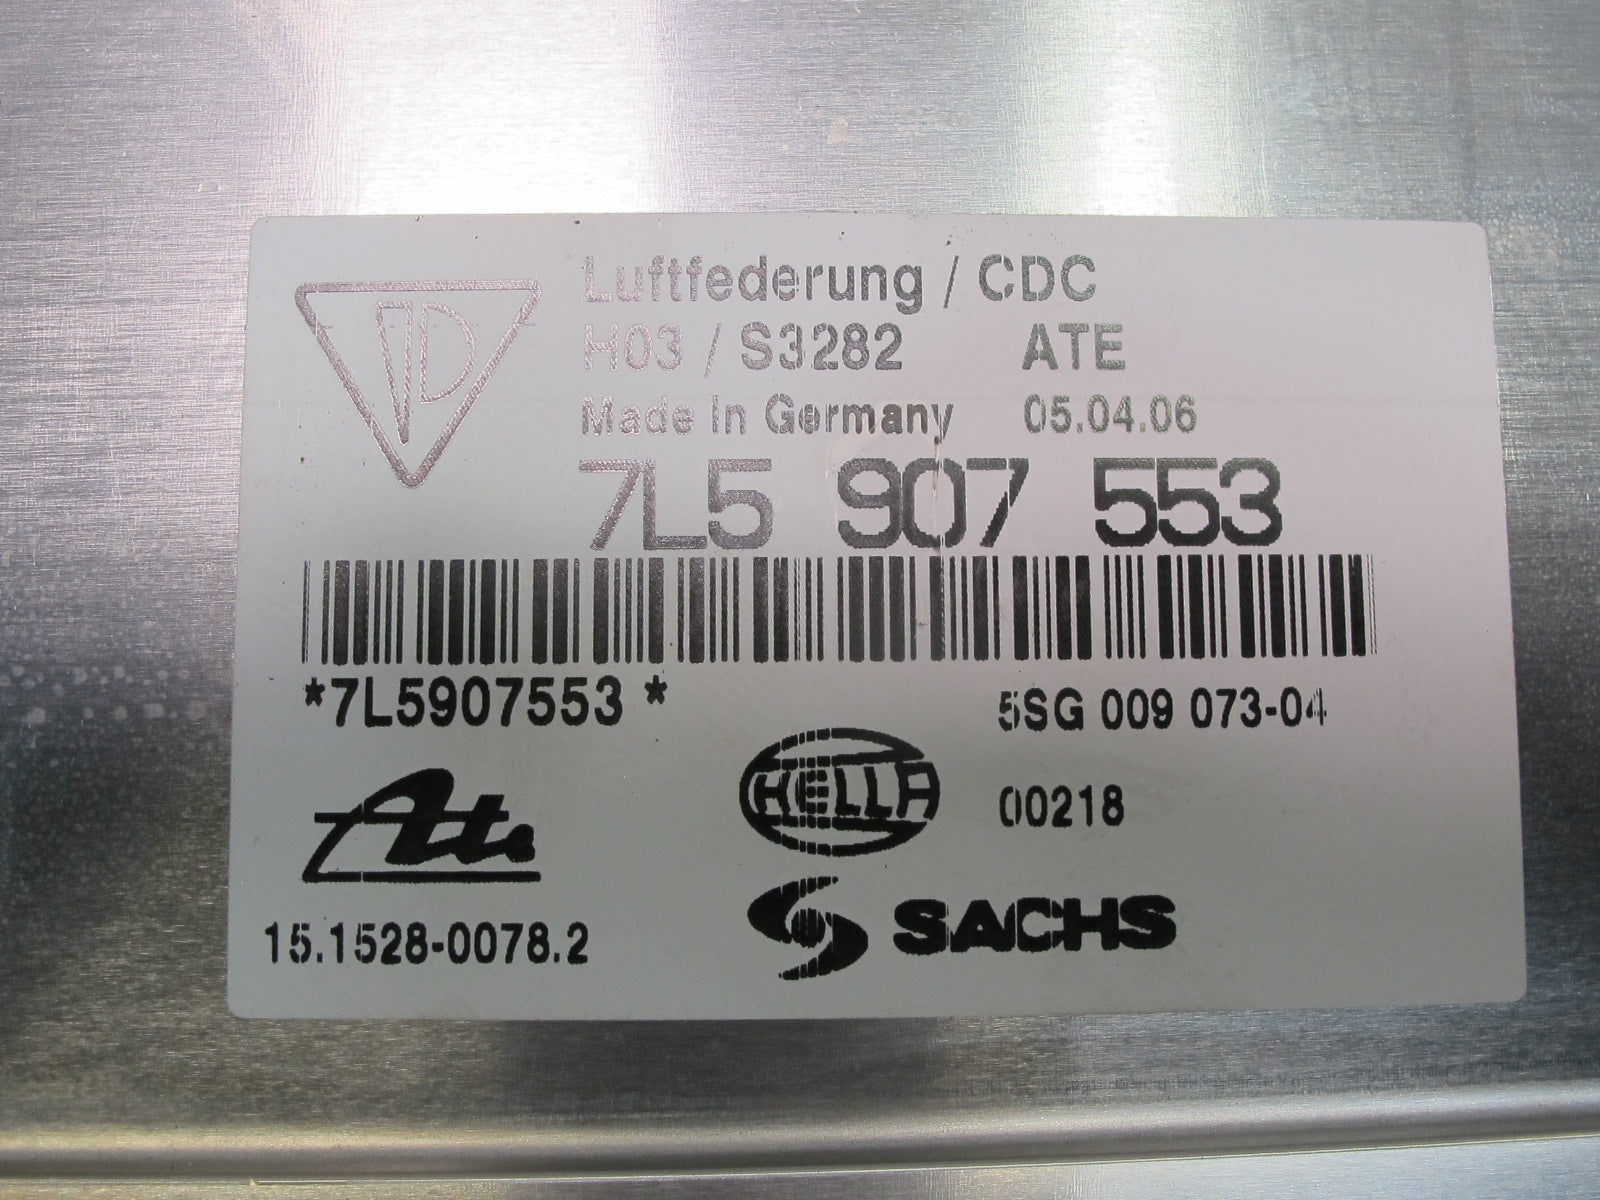 Luftfederung / CDC
H03 / S3282 ATE
Made in Germany 05.04.06
7L5 907 553
*7L5907553*
5SG 009 073-04
Ate
HELLA
00218
15.1528-0078.2
SACHS